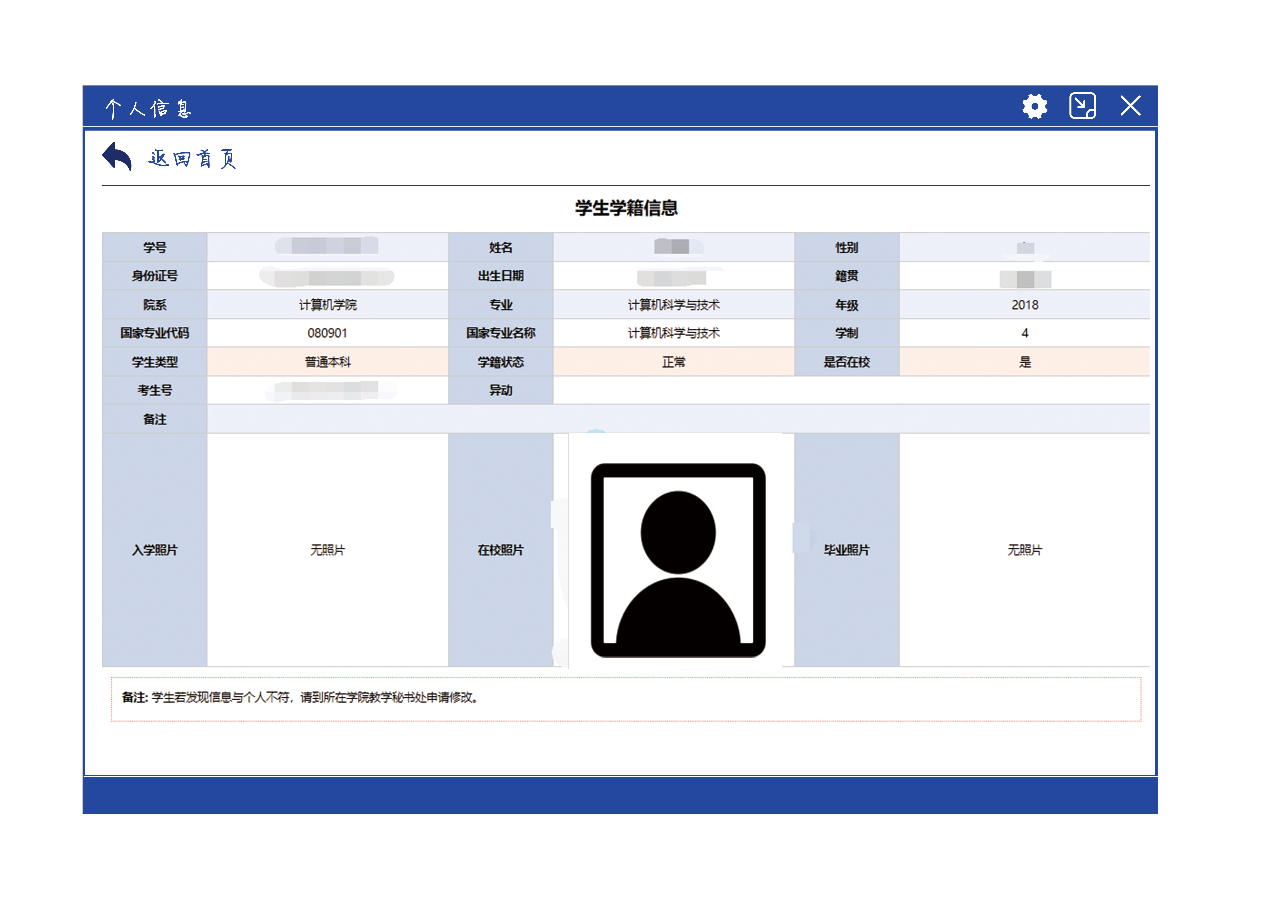 个人信息
返回首页
学生学籍信息
学号 姓名 性别
身份证号 出生日期 籍贯
院系 计算机学院 专业 计算机科学与技术 年级 2018
国家专业代码 080901 国家专业名称 计算机科学与技术 学制 4
学生类型 普通本科 学籍状态 正常 是否在校 是
考生号 异动
备注
入学照片 无照片 在校照片 毕业照片 无照片
备注: 学生若发现信息与个人不符，请到所在学院教学秘书处申请修改。